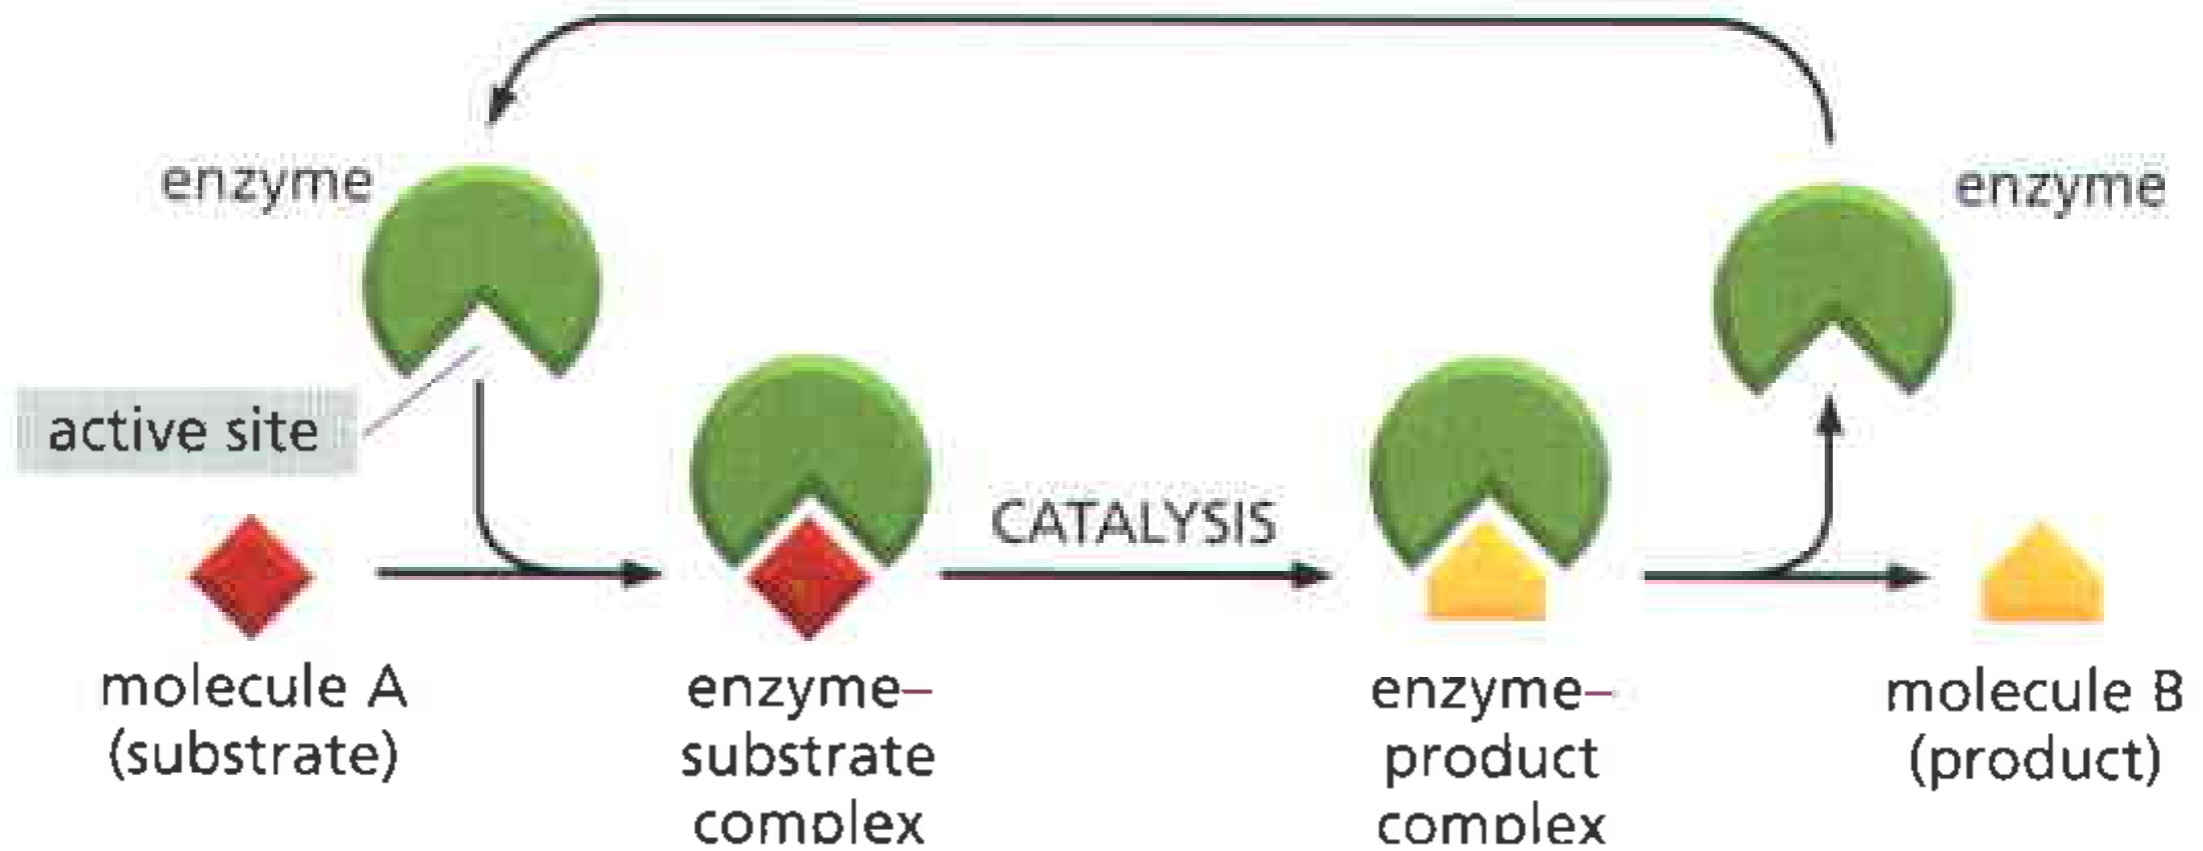 enzyme
enzyme
active site
CATALYSIS
molecule A
(substrate)
enzyme–
substrate
complex
enzyme–
product
complex
molecule B
(product)